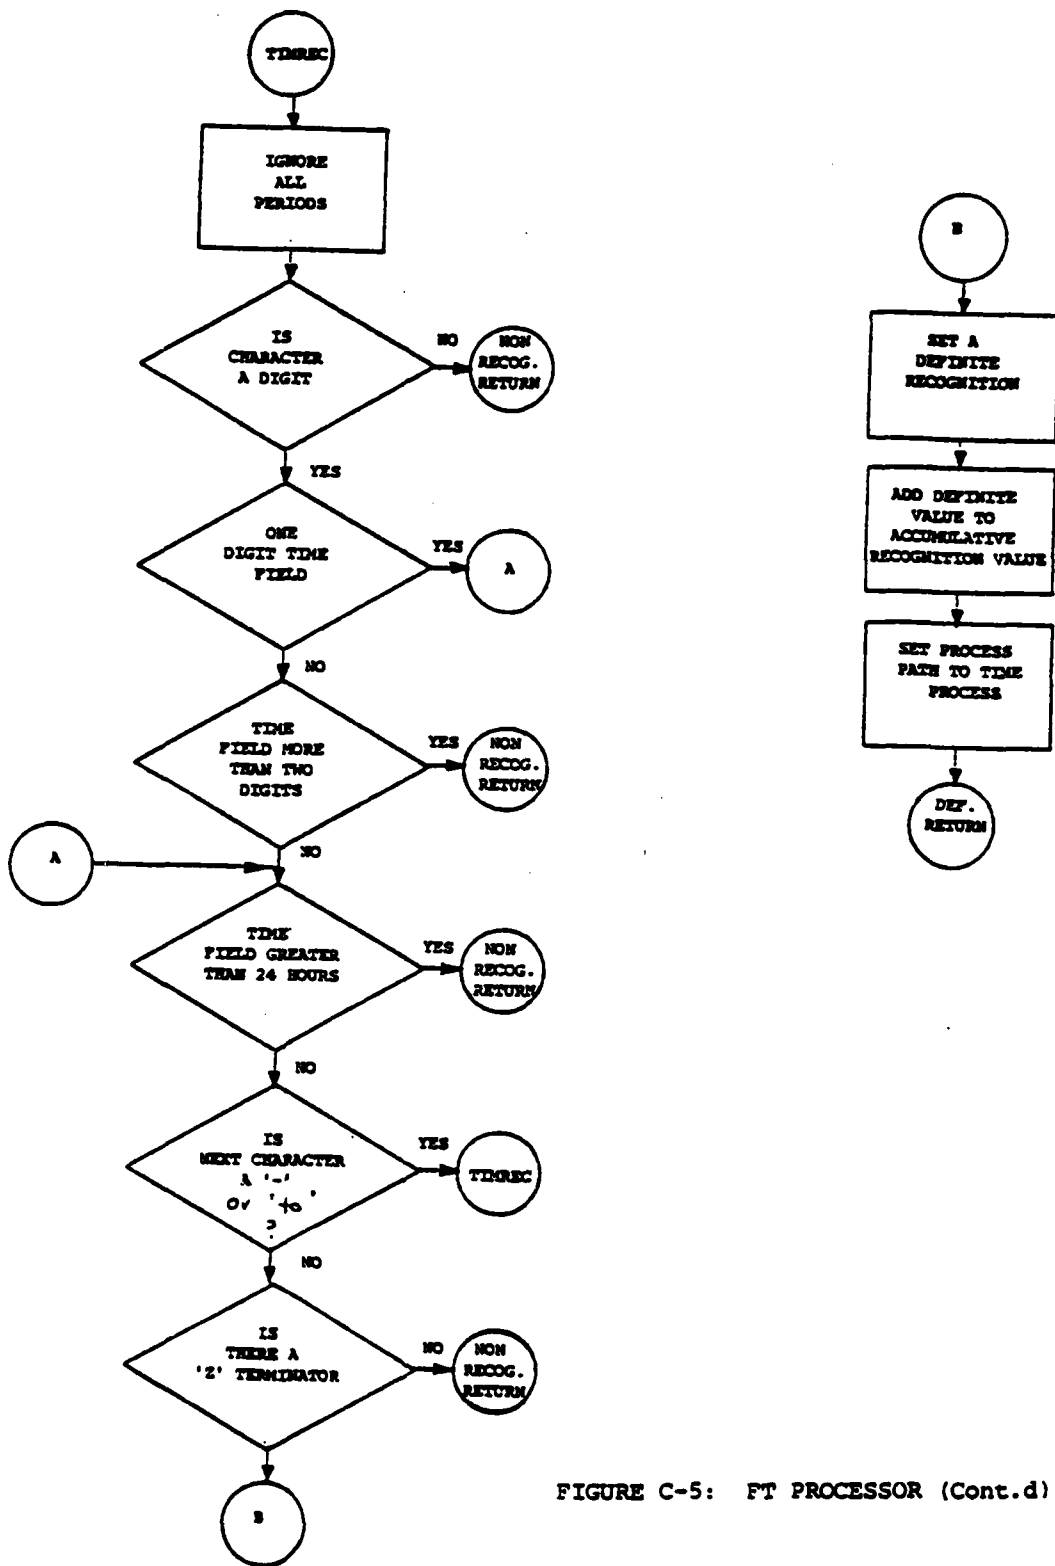 TIMREC
IGNORE
ALL
PERIODS
IS
CHARACTER
A DIGIT
NO
NON
RECOG.
RETURN
YES
ONE
DIGIT TIME
FIELD
YES
A
NO
TIME
FIELD MORE
THAN TWO
DIGITS
YES
NON
RECOG.
RETURN
NO
A
TIME
FIELD GREATER
THAN 24 HOURS
YES
NON
RECOG.
RETURN
NO
IS
NEXT CHARACTER
A '-'
or 'to'
?
YES
TIMREC
NO
IS
THERE A
'Z' TERMINATOR
NO
NON
RECOG.
RETURN
B
B
SET A
DEFINITE
RECOGNITION
ADD DEFINITE
VALUE TO
ACCUMULATIVE
RECOGNITION VALUE
SET PROCESS
PATH TO TIME
PROCESS
DEF.
RETURN
FIGURE C-5: FT PROCESSOR (Cont.d)